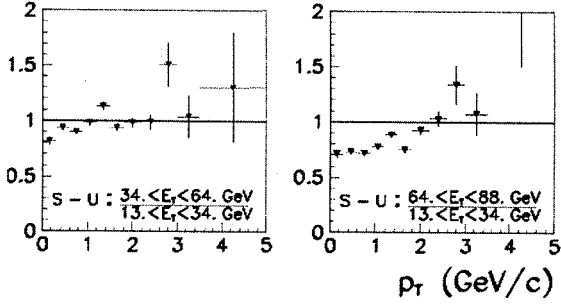 2
1.5
1
0.5
0
S – U : 34.<E_T<64. GeV
13.<E_T<34. GeV
0 1 2 3 4 5
2
1.5
1
0.5
0
S – U : 64.<E_T<88. GeV
13.<E_T<34. GeV
0 1 2 3 4 5
p_T (GeV/c)